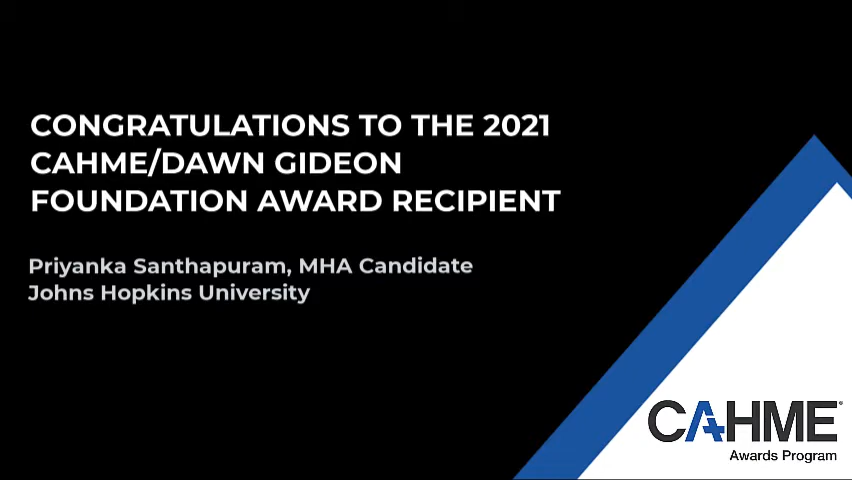 CONGRATULATIONS TO THE 2021
CAHME/DAWN GIDEON
FOUNDATION AWARD RECIPIENT
Priyanka Santhapuram, MHA Candidate
Johns Hopkins University
CAHME®
Awards Program